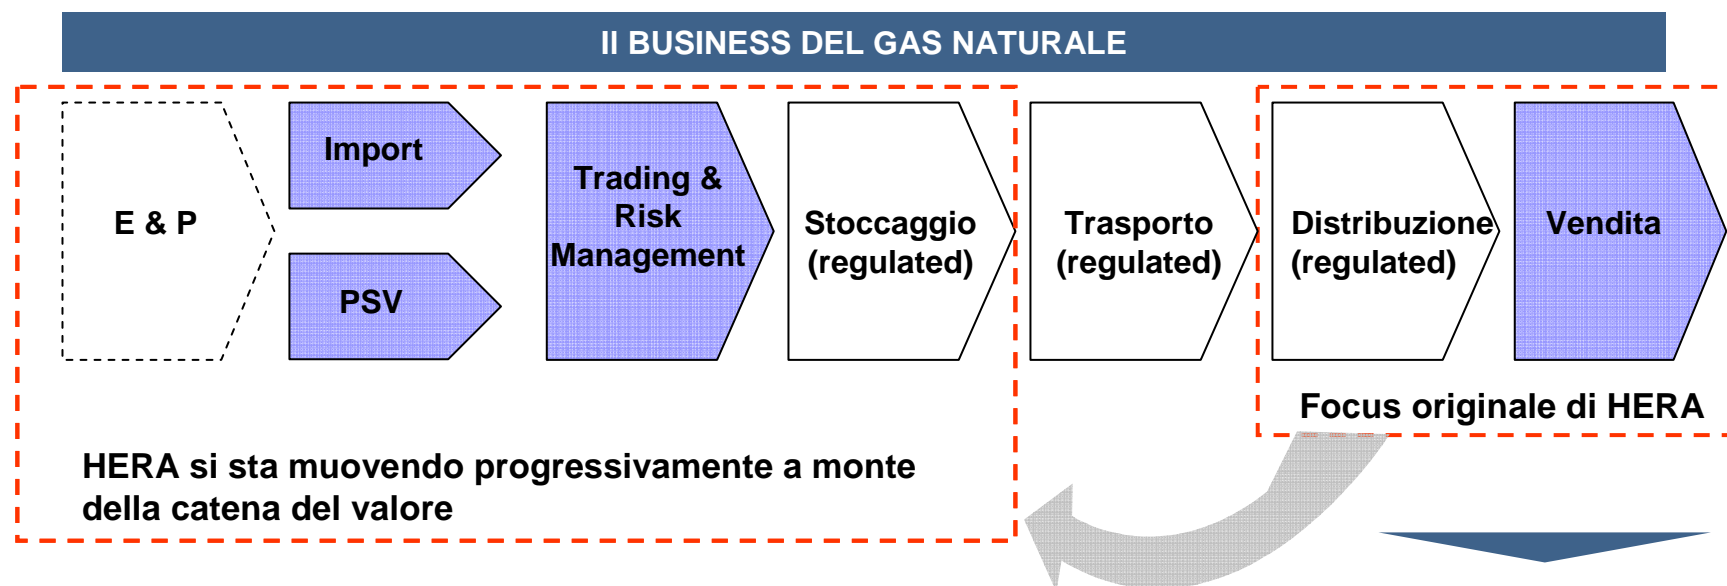 Il BUSINESS DEL GAS NATURALE
E & P
Import
PSV
Trading &
Risk
Management
Stoccaggio
(regulated)
Trasporto
(regulated)
Distribuzione
(regulated)
Vendita
Focus originale di HERA
HERA si sta muovendo progressivamente a monte
della catena del valore